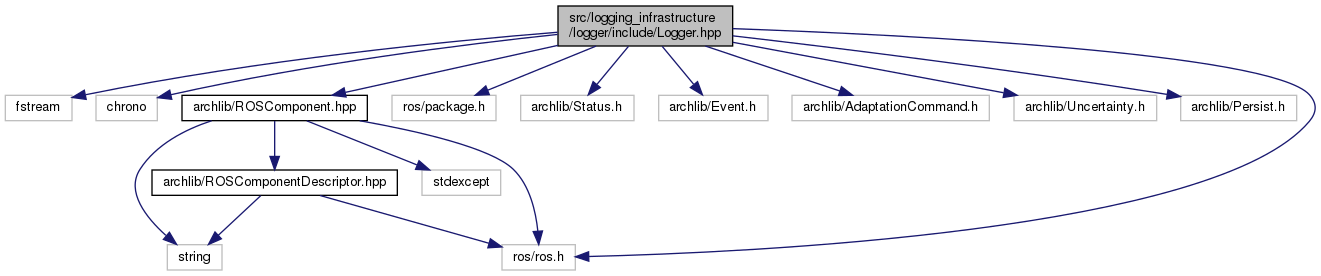 src/logging_infrastructure
/logger/include/Logger.hpp
fstream
chrono
archlib/ROSComponent.hpp
ros/package.h
archlib/Status.h
archlib/Event.h
archlib/AdaptationCommand.h
archlib/Uncertainty.h
archlib/Persist.h
archlib/ROSComponentDescriptor.hpp
stdexcept
string
ros/ros.h